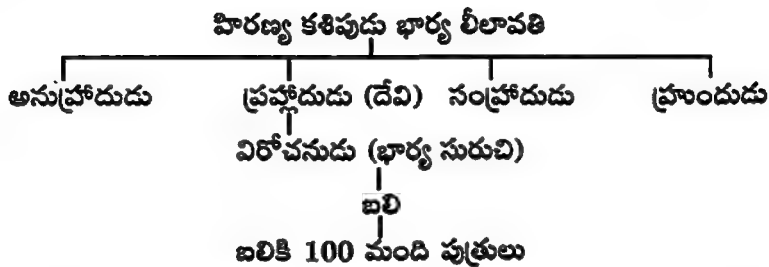 హిరణ్య కశిపుడు భార్య లీలావతి
అనుహ్రాదుడు ప్రహ్లాదుడు (దేవి) సంహ్రాదుడు హ్రుందుడు
విరోచనుడు (భార్య సురుచి)
బలి
బలికి 100 మంది పుత్రులు